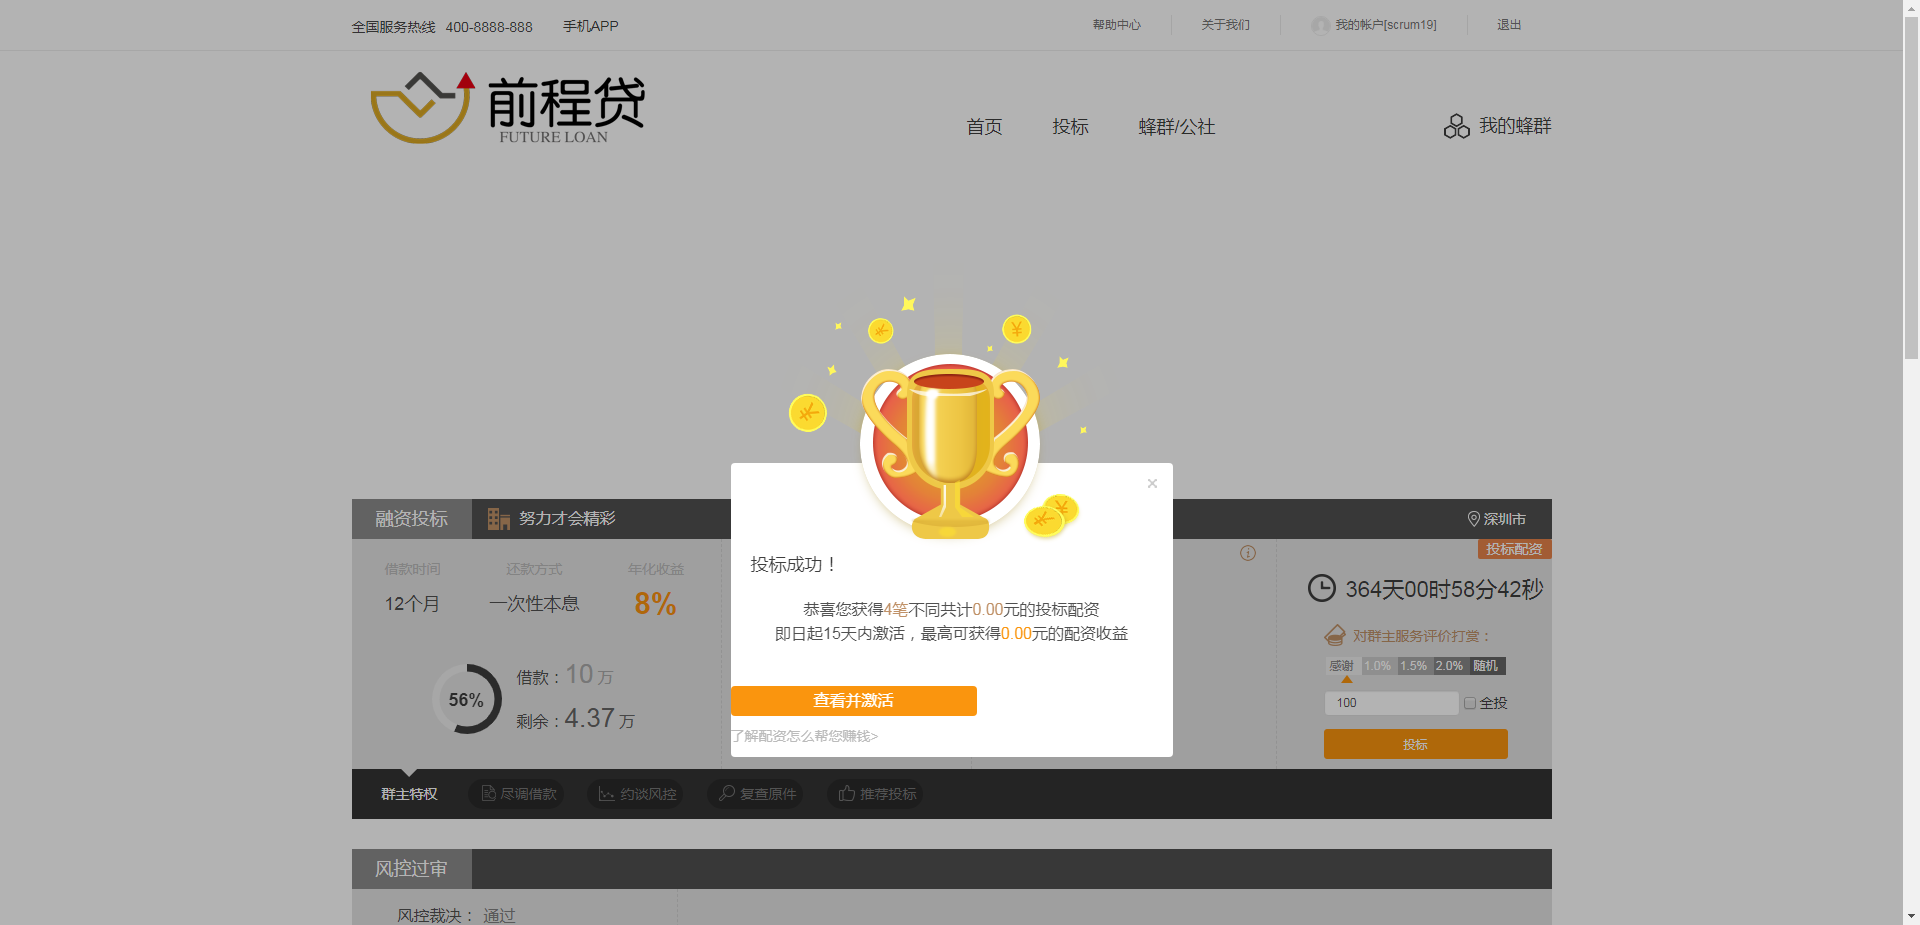 全国服务热线 400-8888-888 手机APP 帮助中心 关于我们 我的帐户[scrum19] 退出
前程贷
FUTURE LOAN
首页 投标 蜂群/公社 我的蜂群
融资投标 努力才会精彩 深圳市
投标配资
借款时间 还款方式 年化收益
12个月 一次性本息 8%
364天00时58分42秒
对群主服务评价打赏：
感谢 1.0% 1.5% 2.0% 随机
56%
借款：10万
剩余：4.37万
100 全投
投标
×
投标成功！
恭喜您获得4笔不同共计0.00元的投标配资
即日起15天内激活，最高可获得0.00元的配资收益
查看并激活
了解配资怎么帮您赚钱>
群主特权 尽调借款 约谈风控 复查原件 推荐投标
风控过审
风控裁决： 通过